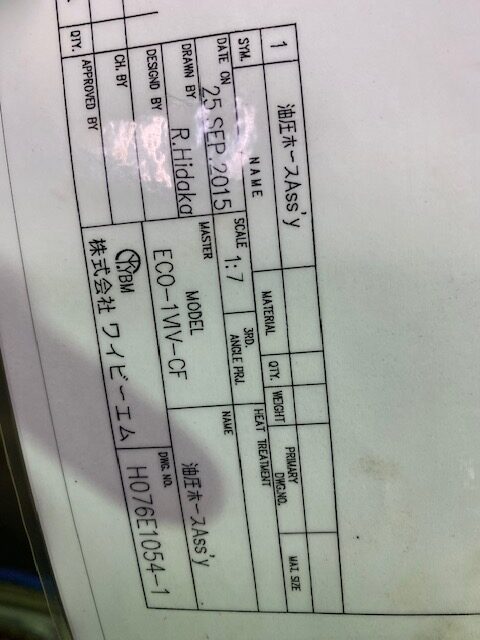 1 油圧ホースAss'y
SYM. NAME MATERIAL QTY. WEIGHT PRIMARY DWG.NO. MAT. SIZE
DATE ON 25.SEP.2015 SCALE 1:7 3RD. ANGLE PRJ. HEAT TREATMENT
DRAWN BY R.Hidaka MASTER MODEL NAME
DESIGND BY ECO-1VIV-CF 油圧ホースAss'y
CH. BY YBM DWG. NO.
APPROVED BY 株式会社 ワイビーエム H076E1054-1
QTY.